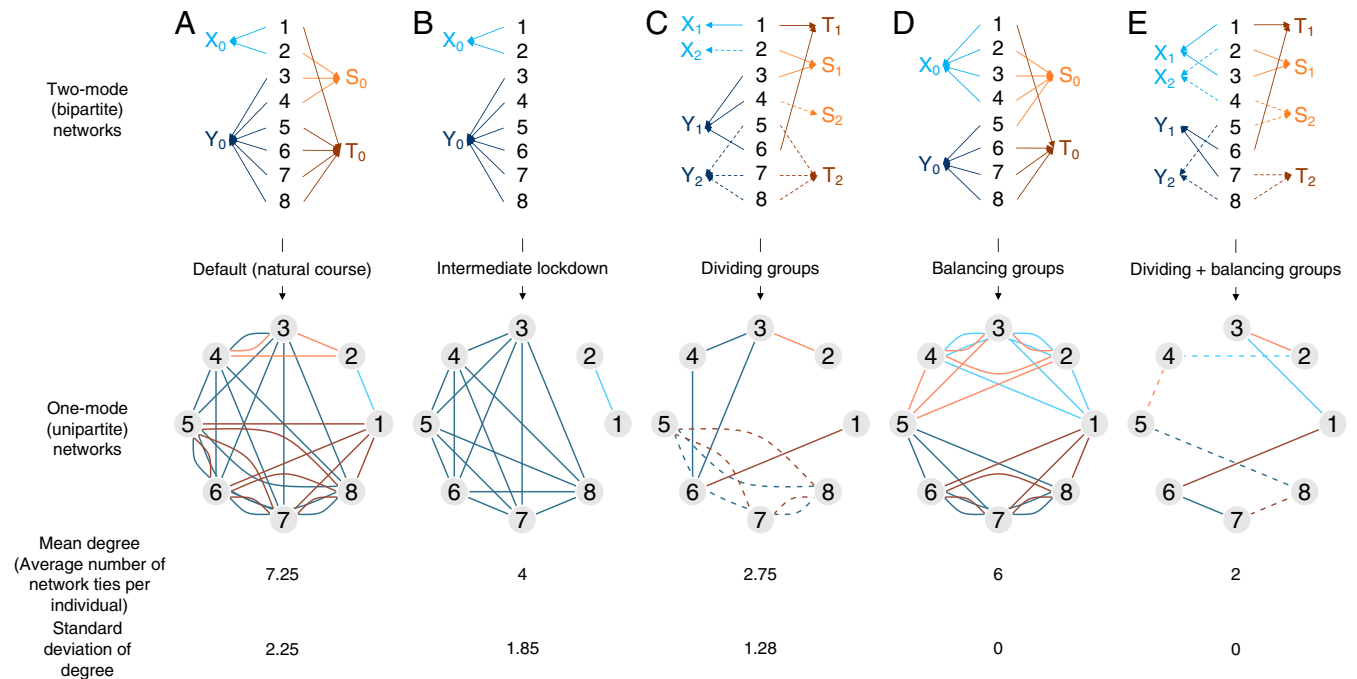 A B C D E
Two-mode
(bipartite)
networks
X0 Y0 1 2 3 4 5 6 7 8 S0 T0
X0 Y0 1 2 3 4 5 6 7 8
X1 X2 Y1 Y2 1 2 3 4 5 6 7 8 T1 S1 S2 T2
X0 Y0 1 2 3 4 5 6 7 8 S0 T0
X1 X2 Y1 Y2 1 2 3 4 5 6 7 8 T1 S1 S2 T2
Default (natural course)
Intermediate lockdown
Dividing groups
Balancing groups
Dividing + balancing groups
One-mode
(unipartite)
networks
3 4 2 5 1 6 8 7
3 4 2 5 1 6 8 7
3 4 2 5 1 6 8 7
3 4 2 5 1 6 8 7
3 4 2 5 1 6 8 7
Mean degree
(Average number of
network ties per
individual)
7.25 4 2.75 6 2
Standard
deviation of
degree
2.25 1.85 1.28 0 0